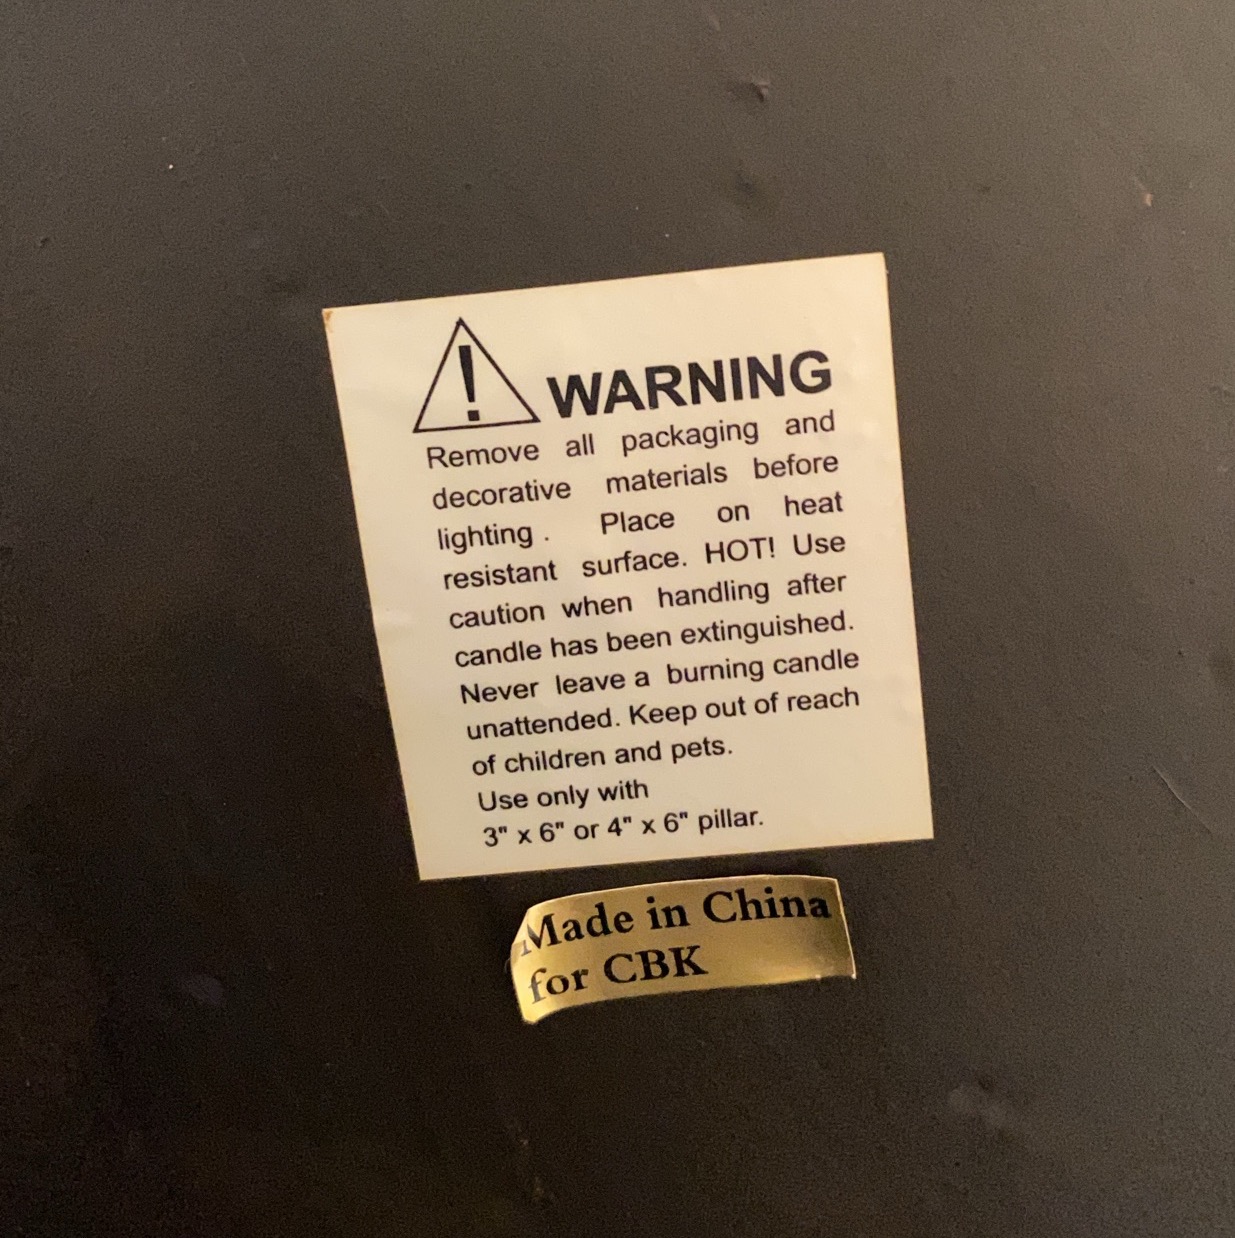 WARNING
Remove all packaging and
decorative materials before
lighting . Place on heat
resistant surface. HOT! Use
caution when handling after
candle has been extinguished.
Never leave a burning candle
unattended. Keep out of reach
of children and pets.
Use only with
3" x 6" or 4" x 6" pillar.
Made in China
for CBK